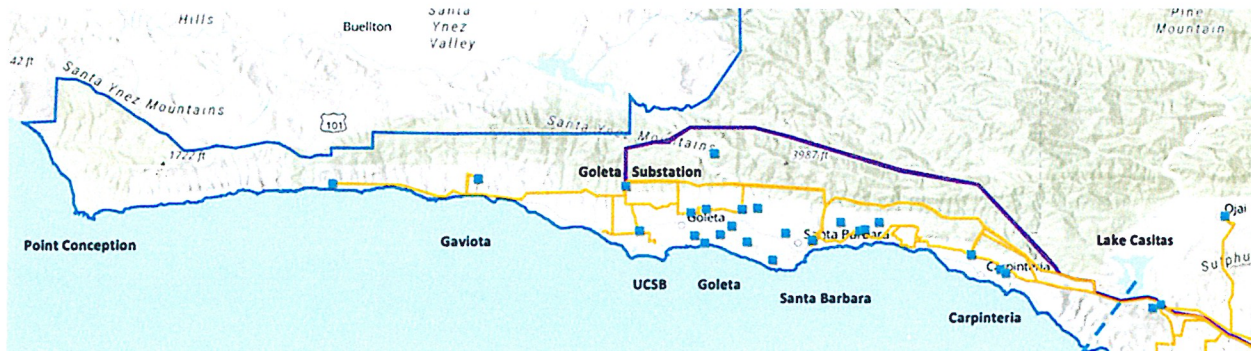 Hills
Buellton
Santa
Ynez
Valley
Pine
Mountain
42 ft
Santa Ynez Mountains
101
Santa Ynez Mountains
1722 ft
3987 ft
Goleta Substation
Goleta
Santa Barbara
Ojai
Point Conception
Gaviota
Lake Casitas
Carpinteria
UCSB
Goleta
Santa Barbara
Carpinteria